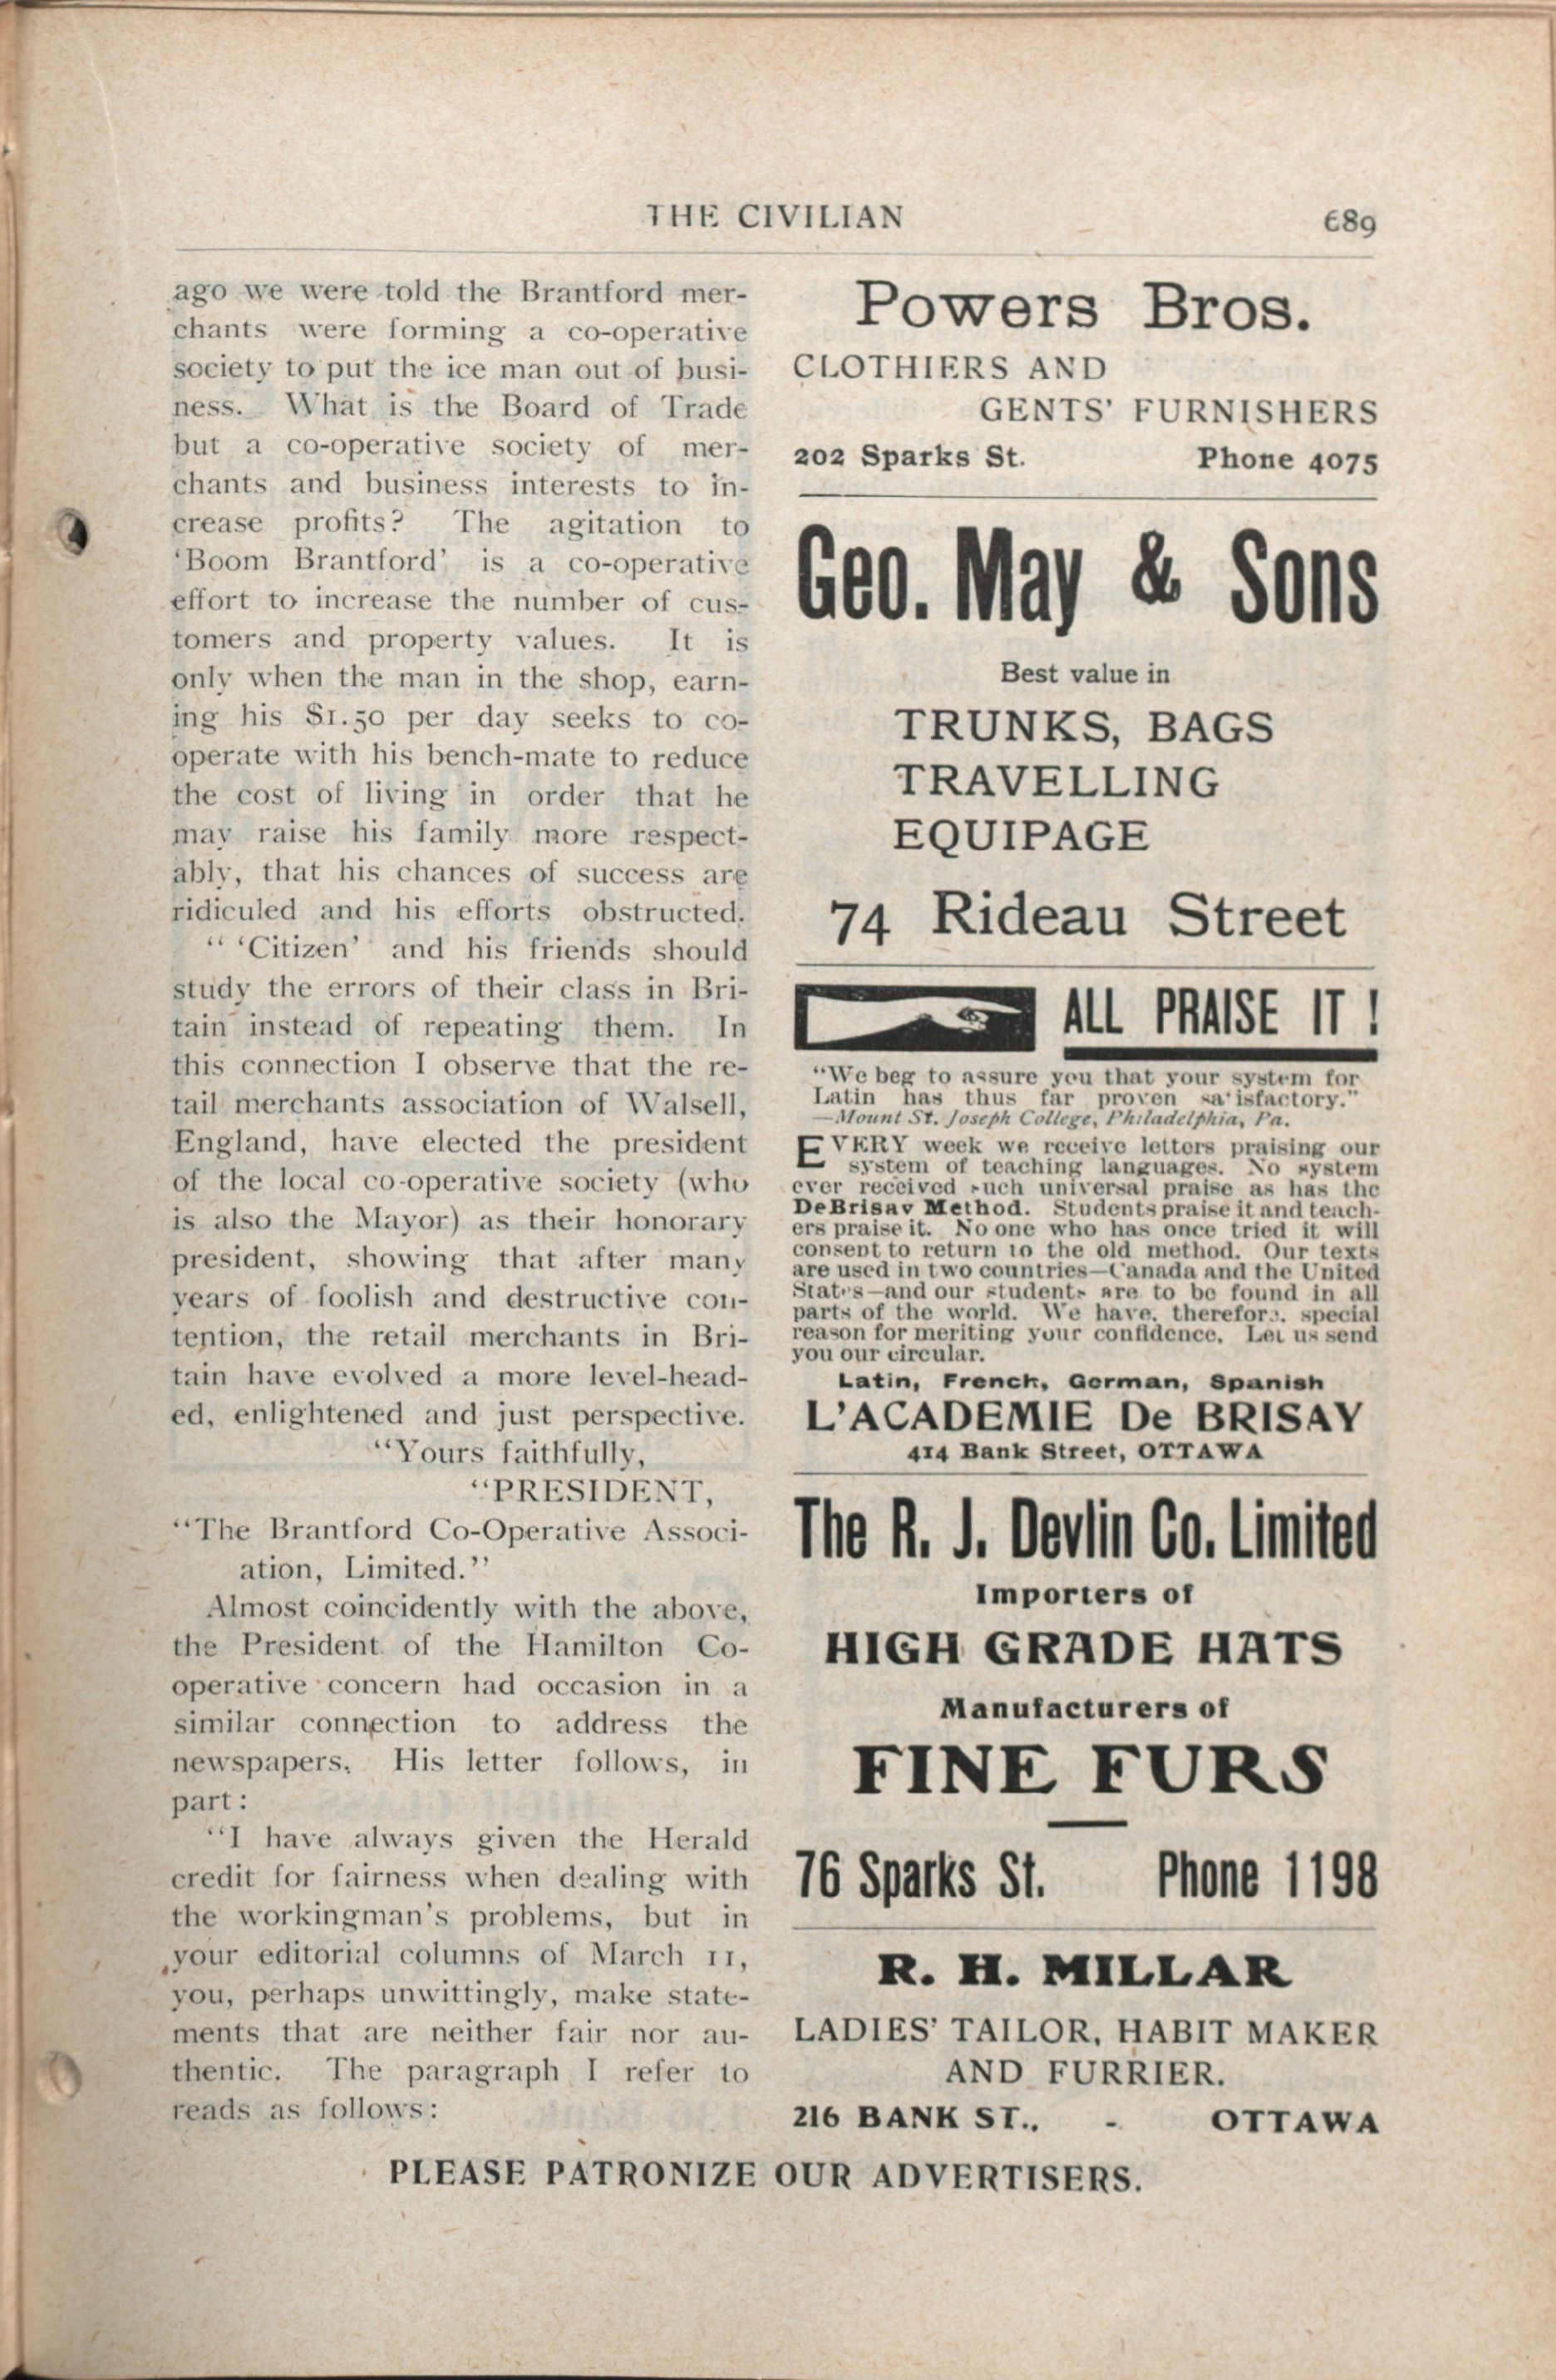 THE CIVILIAN
689
ago we were told the Brantford mer-
chants were forming a co-operative
society to put the ice man out of busi-
ness. What is the Board of Trade
but a co-operative society of mer-
chants and business interests to in-
crease profits? The agitation to
'Boom Brantford' is a co-operative
effort to increase the number of cus-
tomers and property values. It is
only when the man in the shop, earn-
ing his $1.50 per day seeks to co-
operate with his bench-mate to reduce
the cost of living in order that he
may raise his family more respect-
ably, that his chances of success are
ridiculed and his efforts obstructed.
" 'Citizen' and his friends should
study the errors of their class in Bri-
tain instead of repeating them. In
this connection I observe that the re-
tail merchants association of Walsell,
England, have elected the president
of the local co-operative society (who
is also the Mayor) as their honorary
president, showing that after many
years of foolish and destructive con-
tention, the retail merchants in Bri-
tain have evolved a more level-head-
ed, enlightened and just perspective.
"Yours faithfully,
"PRESIDENT,
"The Brantford Co-Operative Associ-
ation, Limited."
Almost coincidently with the above,
the President of the Hamilton Co-
operative concern had occasion in a
similar connection to address the
newspapers. His letter follows, in
part:
"I have always given the Herald
credit for fairness when dealing with
the workingman's problems, but in
your editorial columns of March 11,
you, perhaps unwittingly, make state-
ments that are neither fair nor au-
thentic. The paragraph I refer to
reads as follows:
Powers Bros.
CLOTHIERS AND
GENTS' FURNISHERS
202 Sparks St. Phone 4075
Geo. May & Sons
Best value in
TRUNKS, BAGS
TRAVELLING
EQUIPAGE
74 Rideau Street
ALL PRAISE IT!
"We beg to assure you that your system for
Latin has thus far proven satisfactory."
—Mount St. Joseph College, Philadelphia, Pa.
EVERY week we receive letters praising our
system of teaching languages. No system
ever received such universal praise as has the
DeBrisay Method. Students praise it and teach-
ers praise it. No one who has once tried it will
consent to return to the old method. Our texts
are used in two countries—Canada and the United
States—and our students are to be found in all
parts of the world. We have, therefore, special
reason for meriting your confidence. Let us send
you our circular.
Latin, French, German, Spanish
L'ACADEMIE De BRISAY
414 Bank Street, OTTAWA
The R. J. Devlin Co. Limited
Importers of
HIGH GRADE HATS
Manufacturers of
FINE FURS
76 Sparks St. Phone 1198
R. H. MILLAR
LADIES' TAILOR, HABIT MAKER
AND FURRIER.
216 BANK ST., - OTTAWA
PLEASE PATRONIZE OUR ADVERTISERS.